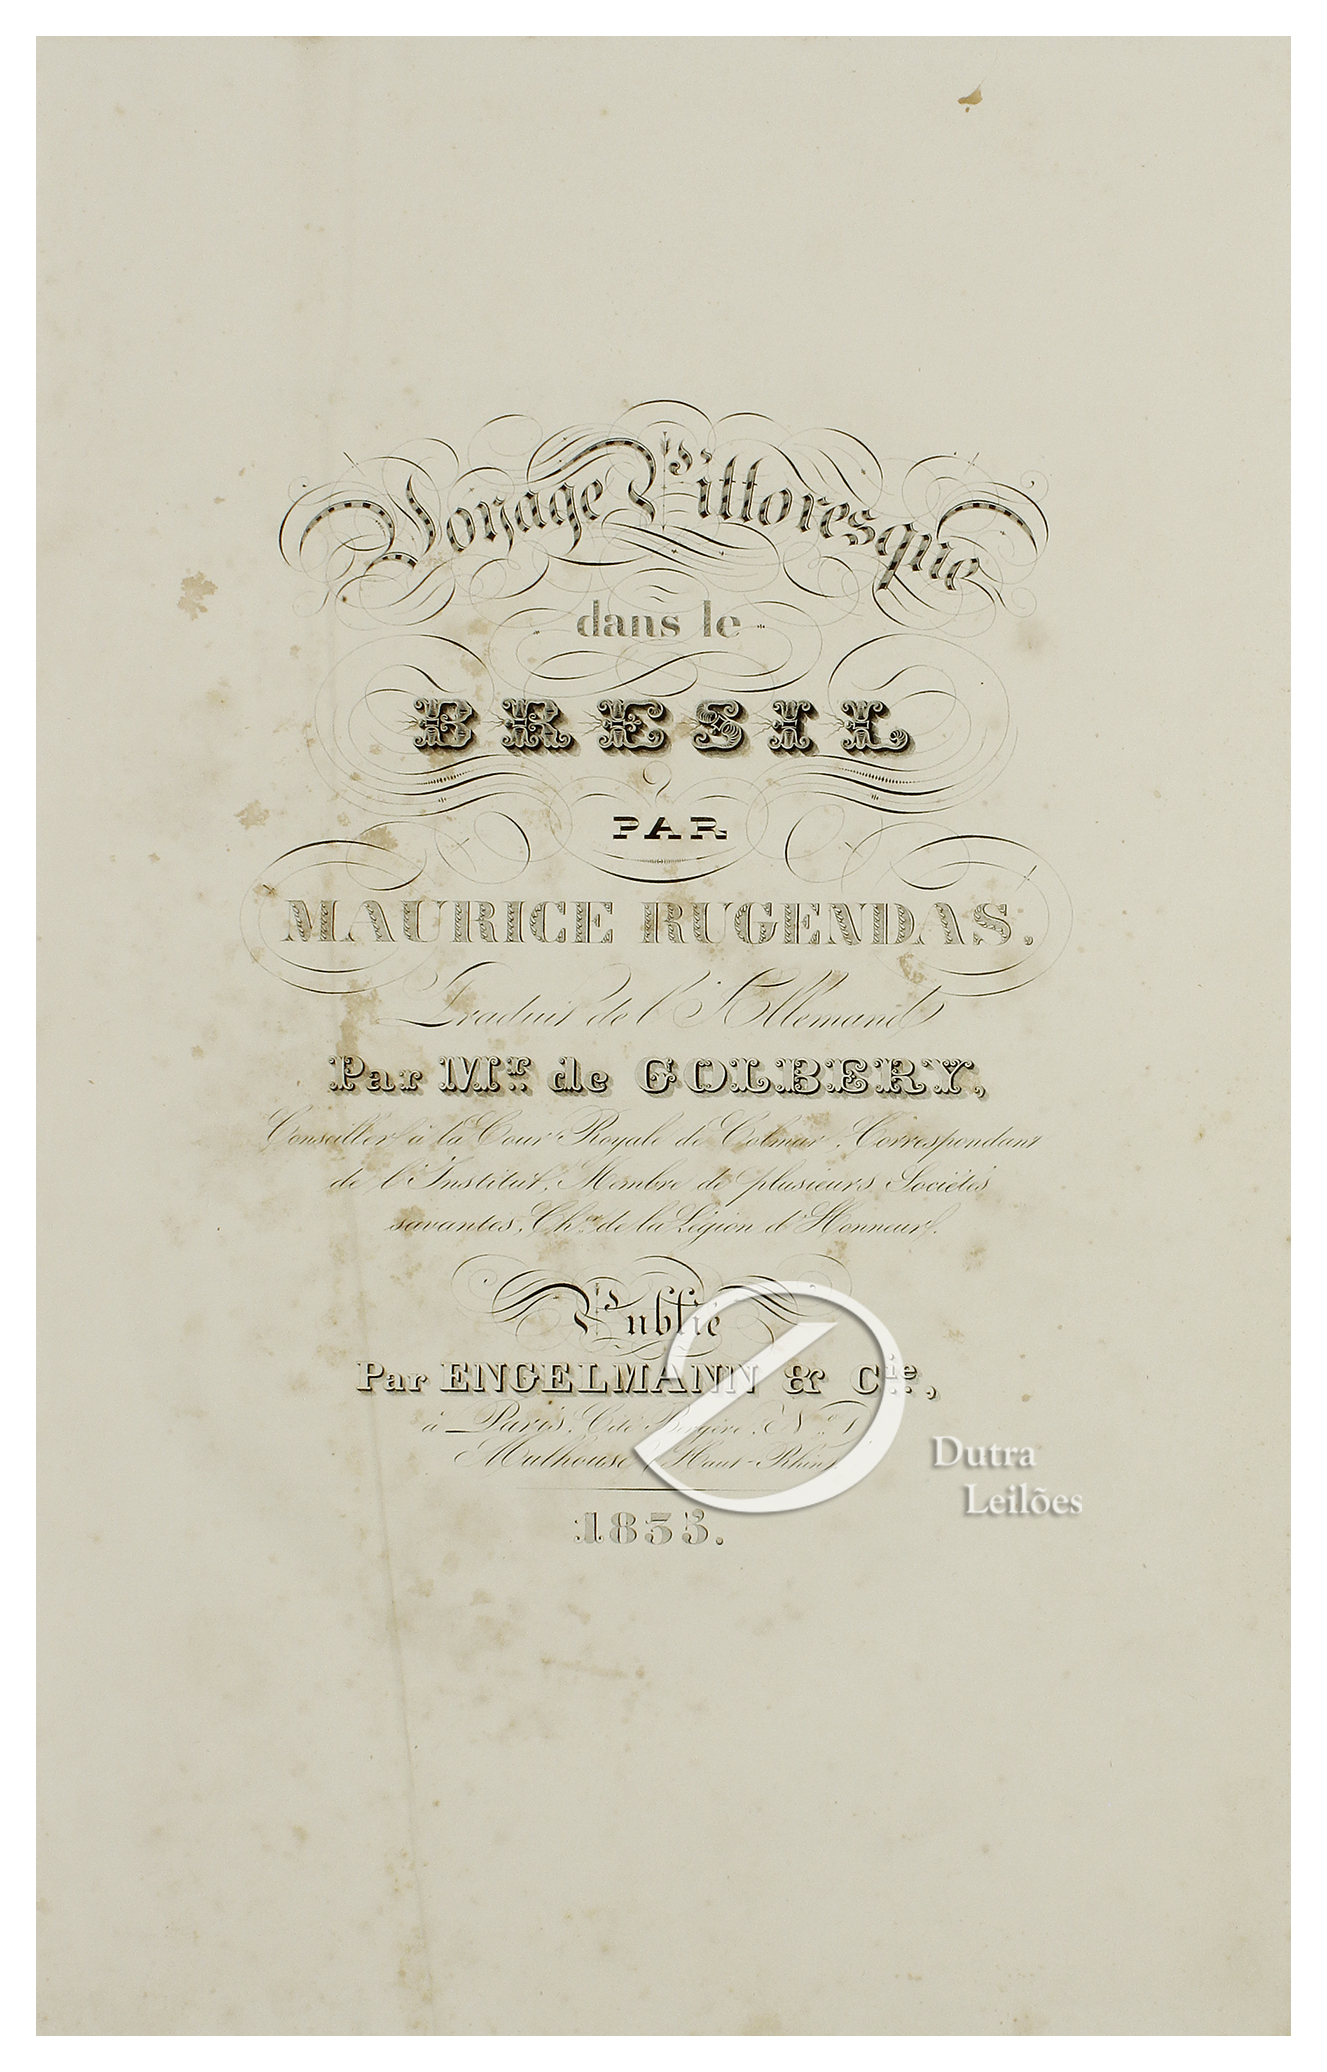 Voyage Pittoresque
dans le
BRESIL
PAR
MAURICE RUGENDAS.
Traduit de l'Allemand
Par Mr. de GOLBERY,
Conseiller à la Cour Royale de Colmar, Correspondant
de l'Institut, Membre de plusieurs Sociétés
savantes, Cher. de la Légion d'Honneur.
Publié
Par ENGELMANN & Cie.,
à Paris, Cité Bergère, No. 1
Mulhouse (Haut-Rhin)
1835.
Dutra
Leilões